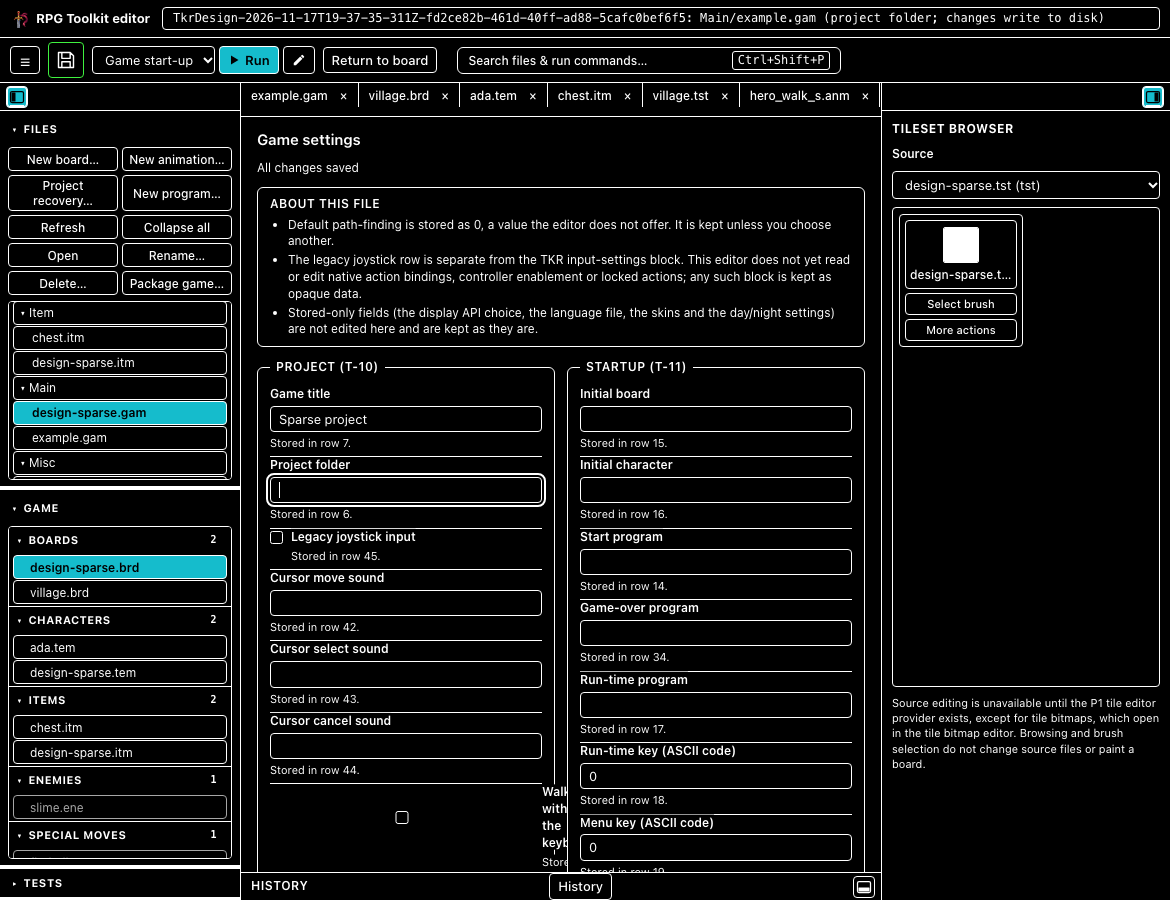 RPG Toolkit editor
TkrDesign-2026-11-17T19-37-35-311Z-fd2ce82b-461d-40ff-ad88-5cafc0bef6f5: Main/example.gam (project folder; changes write to disk)
Game start-up
Run
Return to board
Search files & run commands...
Ctrl+Shift+P
FILES
New board...
New animation...
Project recovery...
New program...
Refresh
Collapse all
Open
Rename...
Delete...
Package game...
Item
chest.itm
design-sparse.itm
Main
design-sparse.gam
example.gam
Misc
GAME
BOARDS 2
design-sparse.brd
village.brd
CHARACTERS 2
ada.tem
design-sparse.tem
ITEMS 2
chest.itm
design-sparse.itm
ENEMIES 1
slime.ene
SPECIAL MOVES 1
TESTS
example.gam ×
village.brd ×
ada.tem ×
chest.itm ×
village.tst ×
hero_walk_s.anm ×
Game settings
All changes saved
ABOUT THIS FILE
• Default path-finding is stored as 0, a value the editor does not offer. It is kept unless you choose
another.
• The legacy joystick row is separate from the TKR input-settings block. This editor does not yet read
or edit native action bindings, controller enablement or locked actions; any such block is kept as
opaque data.
• Stored-only fields (the display API choice, the language file, the skins and the day/night settings)
are not edited here and are kept as they are.
PROJECT (T-10)
Game title
Sparse project
Stored in row 7.
Project folder
Stored in row 6.
Legacy joystick input
Stored in row 45.
Cursor move sound
Stored in row 42.
Cursor select sound
Stored in row 43.
Cursor cancel sound
Stored in row 44.
Walk
with
the
keyb
Store
STARTUP (T-11)
Initial board
Stored in row 15.
Initial character
Stored in row 16.
Start program
Stored in row 14.
Game-over program
Stored in row 34.
Run-time program
Stored in row 17.
Run-time key (ASCII code)
0
Stored in row 18.
Menu key (ASCII code)
0
Stored in row 19.
HISTORY
History
TILESET BROWSER
Source
design-sparse.tst (tst)
design-sparse.t...
Select brush
More actions
Source editing is unavailable until the P1 tile editor
provider exists, except for tile bitmaps, which open
in the tile bitmap editor. Browsing and brush
selection do not change source files or paint a
board.